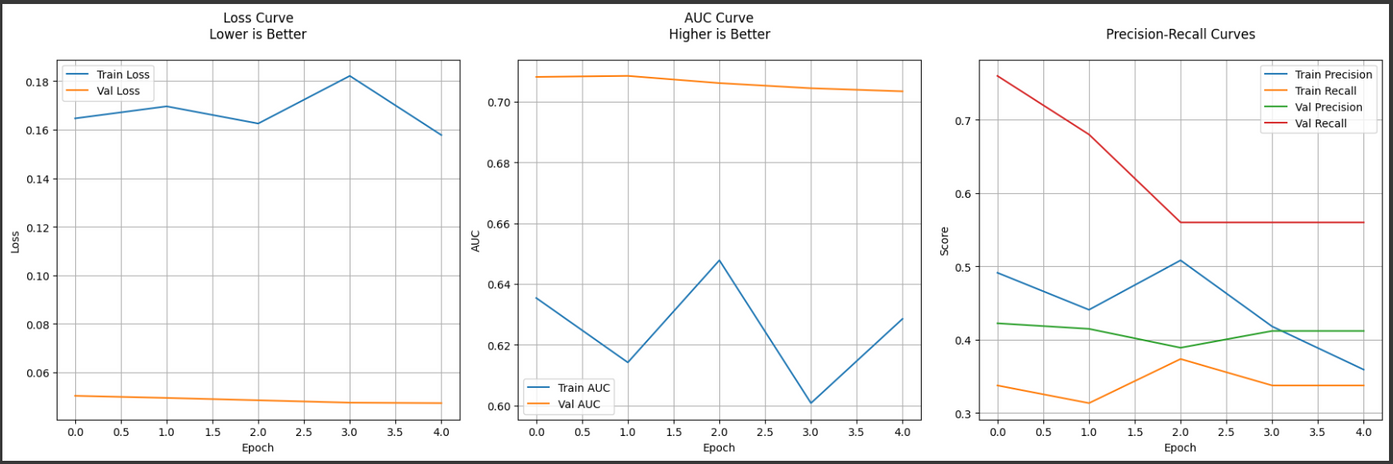 Loss Curve
Lower is Better
Train Loss
Val Loss
0.18
0.16
0.14
0.12
0.10
0.08
0.06
Loss
0.0 0.5 1.0 1.5 2.0 2.5 3.0 3.5 4.0
Epoch
AUC Curve
Higher is Better
0.70
0.68
0.66
0.64
0.62
0.60
AUC
Train AUC
Val AUC
0.0 0.5 1.0 1.5 2.0 2.5 3.0 3.5 4.0
Epoch
Precision-Recall Curves
Train Precision
Train Recall
Val Precision
Val Recall
0.7
0.6
0.5
0.4
0.3
Score
0.0 0.5 1.0 1.5 2.0 2.5 3.0 3.5 4.0
Epoch